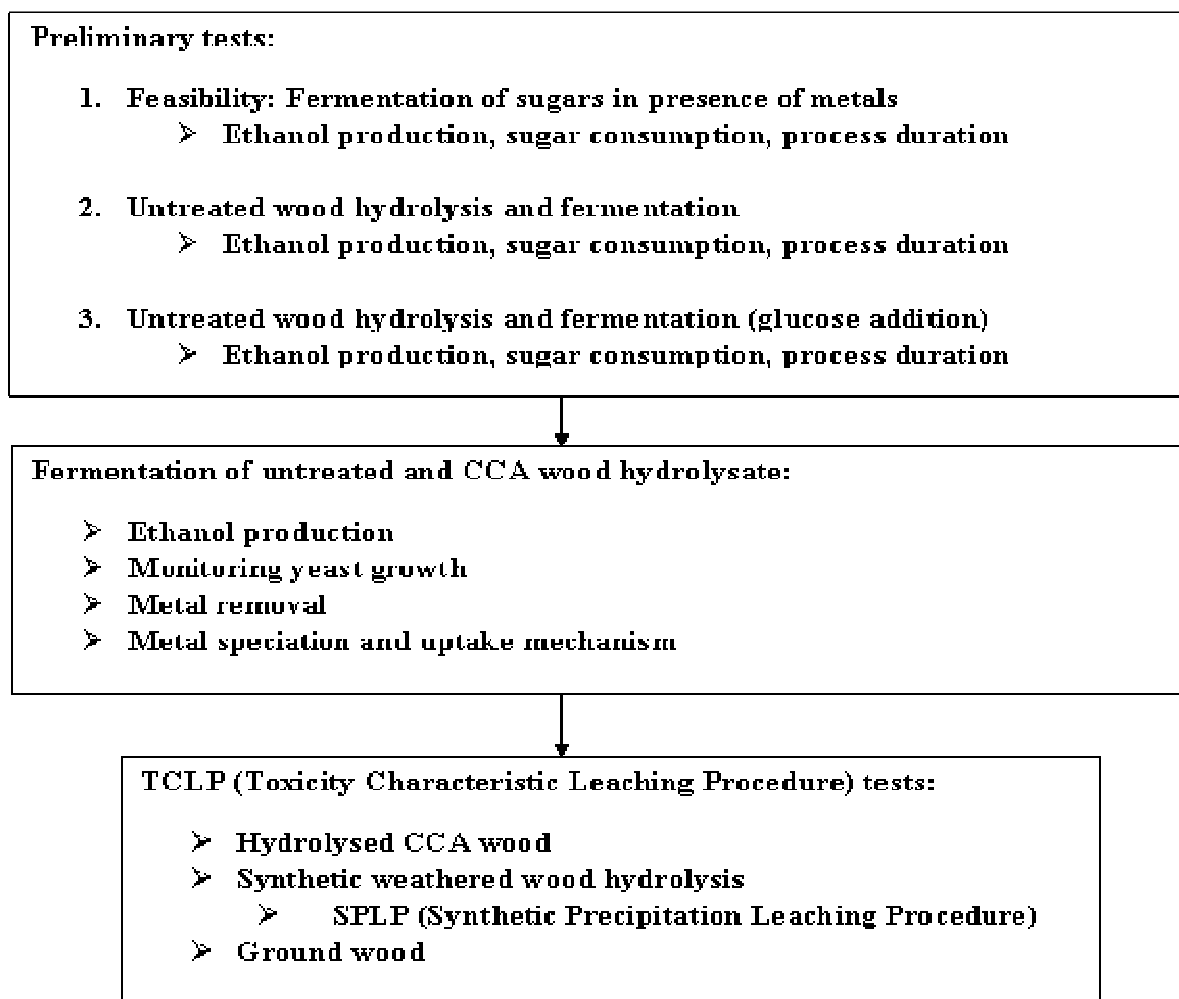 Preliminary tests:
1. Feasibility: Fermentation of sugars in presence of metals
➢ Ethanol production, sugar consumption, process duration
2. Untreated wood hydrolysis and fermentation
➢ Ethanol production, sugar consumption, process duration
3. Untreated wood hydrolysis and fermentation (glucose addition)
➢ Ethanol production, sugar consumption, process duration
Fermentation of untreated and CCA wood hydrolysate:
➢ Ethanol production
➢ Monitoring yeast growth
➢ Metal removal
➢ Metal speciation and uptake mechanism
TCLP (Toxicity Characteristic Leaching Procedure) tests:
➢ Hydrolysed CCA wood
➢ Synthetic weathered wood hydrolysis
➢ SPLP (Synthetic Precipitation Leaching Procedure)
➢ Ground wood